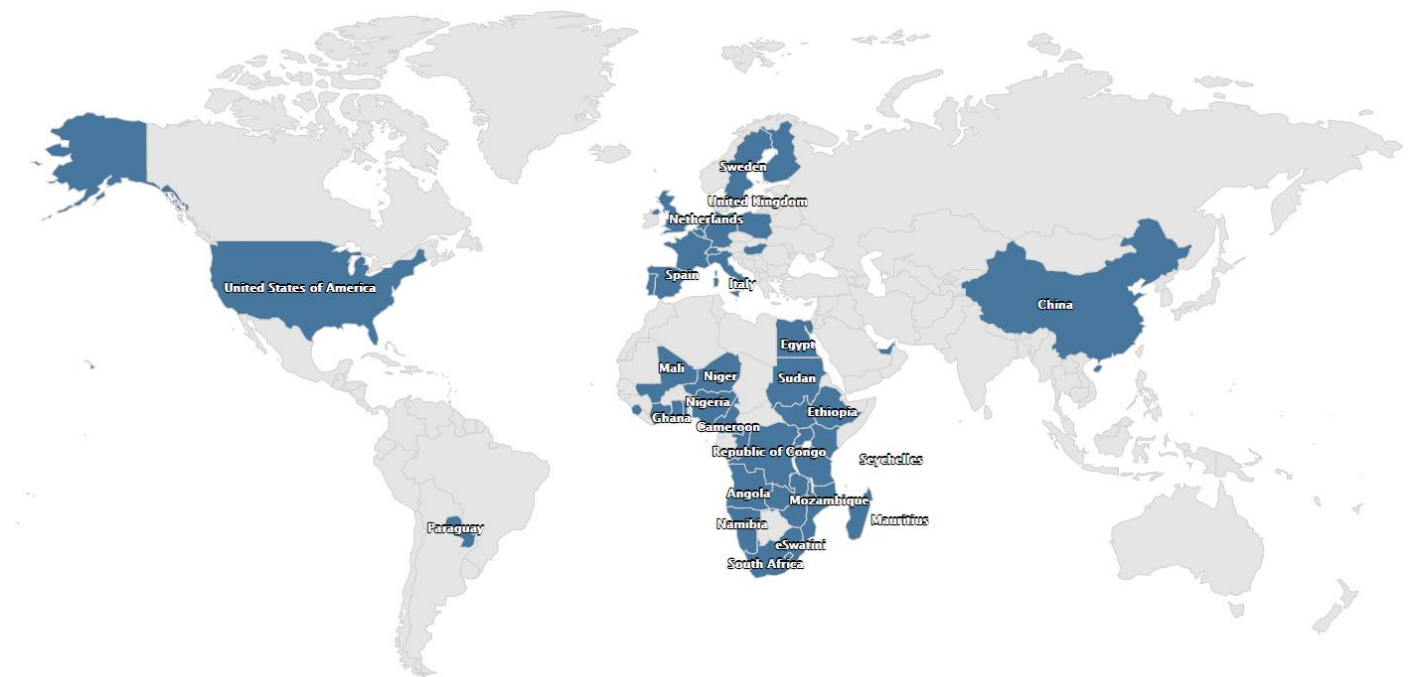 Sweden
United Kingdom
Netherlands
Spain
Italy
United States of America
China
Egypt
Mali
Niger
Sudan
Nigeria
Ghana
Ethiopia
Cameroon
Republic of Congo
Seychelles
Angola
Mozambique
Namibia
Mauritius
Paraguay
eSwatini
South Africa